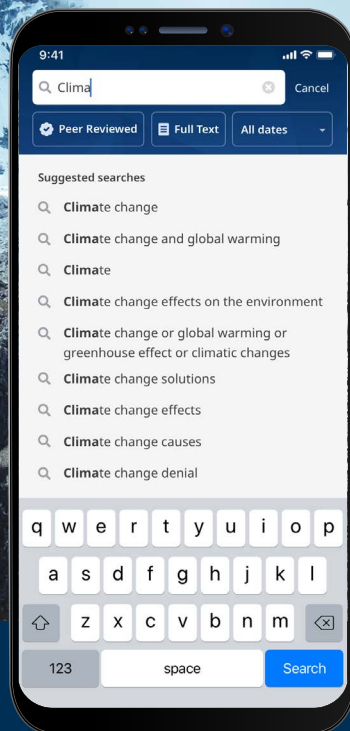 9:41
Clima
Cancel
Peer Reviewed
Full Text
All dates
Suggested searches
Climate change
Climate change and global warming
Climate
Climate change effects on the environment
Climate change or global warming or
greenhouse effect or climatic changes
Climate change solutions
Climate change effects
Climate change causes
Climate change denial
q w e r t y u i o p
a s d f g h j k l
z x c v b n m
123 space Search